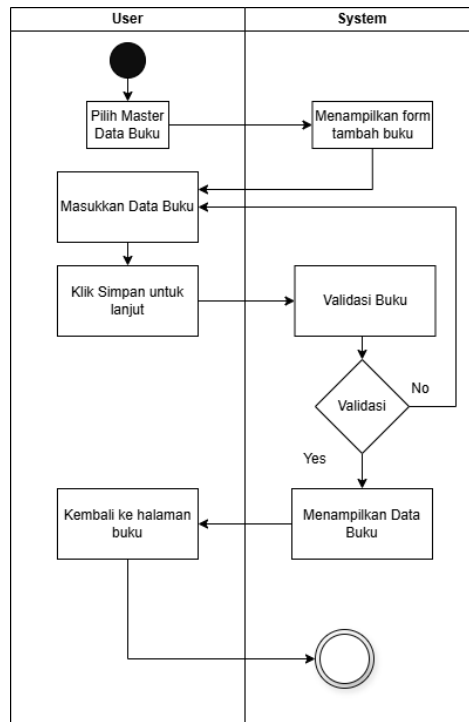 User
System
Pilih Master
Data Buku
Menampilkan form
tambah buku
Masukkan Data Buku
Klik Simpan untuk
lanjut
Validasi Buku
Validasi
No
Yes
Kembali ke halaman
buku
Menampilkan Data
Buku